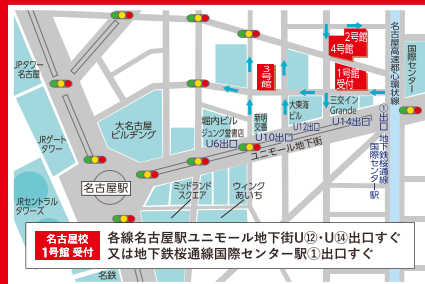 JPタワー
名古屋
JRゲート
タワー
JRセントラル
タワーズ
大名古屋
ビルヂング
名古屋駅
名鉄
堀内ビル
ジュンク堂書店
U6出口
新明
交差
U10出口
3号館
大東海
ビル
U12出口
2号館
4号館
1号館
受付
三交イン
Grande
U14出口
名古屋高速都心環状線
国際センター
①出口
地下鉄桜通線
国際センター駅
ユニモール地下街
ミッドランド
スクエア
ウィンク
あいち
名古屋校
1号館 受付
各線名古屋駅ユニモール地下街U⑫・U⑭出口すぐ
又は地下鉄桜通線国際センター駅①出口すぐ